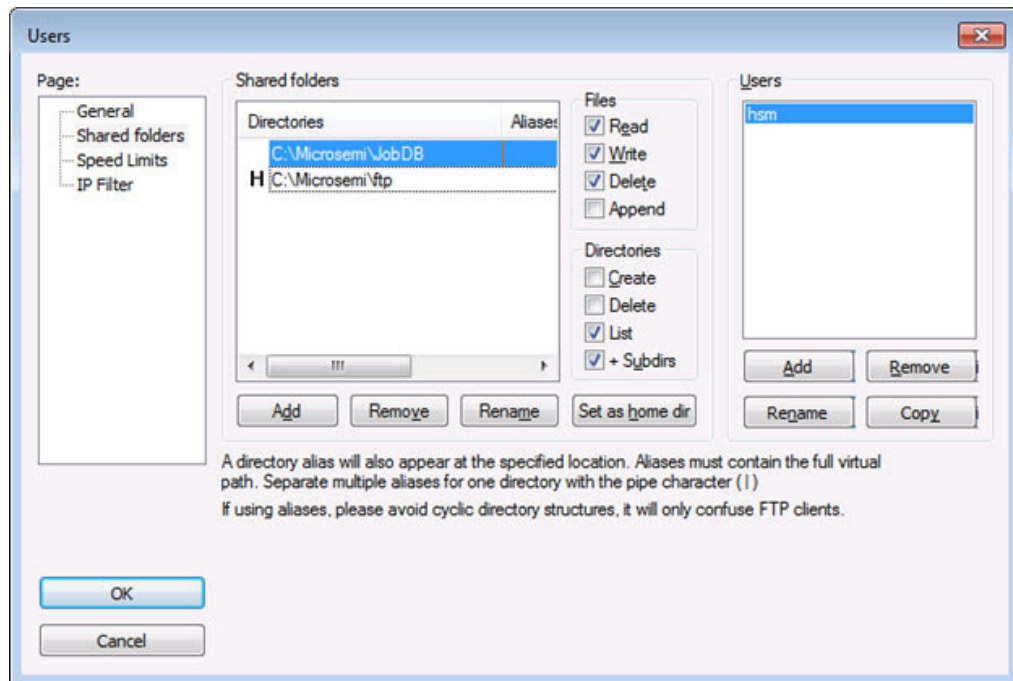 Users
Page:
General
Shared folders
Speed Limits
IP Filter
Shared folders
Directories Aliases
C:\Microsemi\JobDB
H C:\Microsemi\ftp
Add Remove Rename Set as home dir
Files
Read
Write
Delete
Append
Directories
Create
Delete
List
+ Subdirs
Users
hsm
Add Remove
Rename Copy
A directory alias will also appear at the specified location. Aliases must contain the full virtual
path. Separate multiple aliases for one directory with the pipe character ( | )
If using aliases, please avoid cyclic directory structures, it will only confuse FTP clients.
OK
Cancel